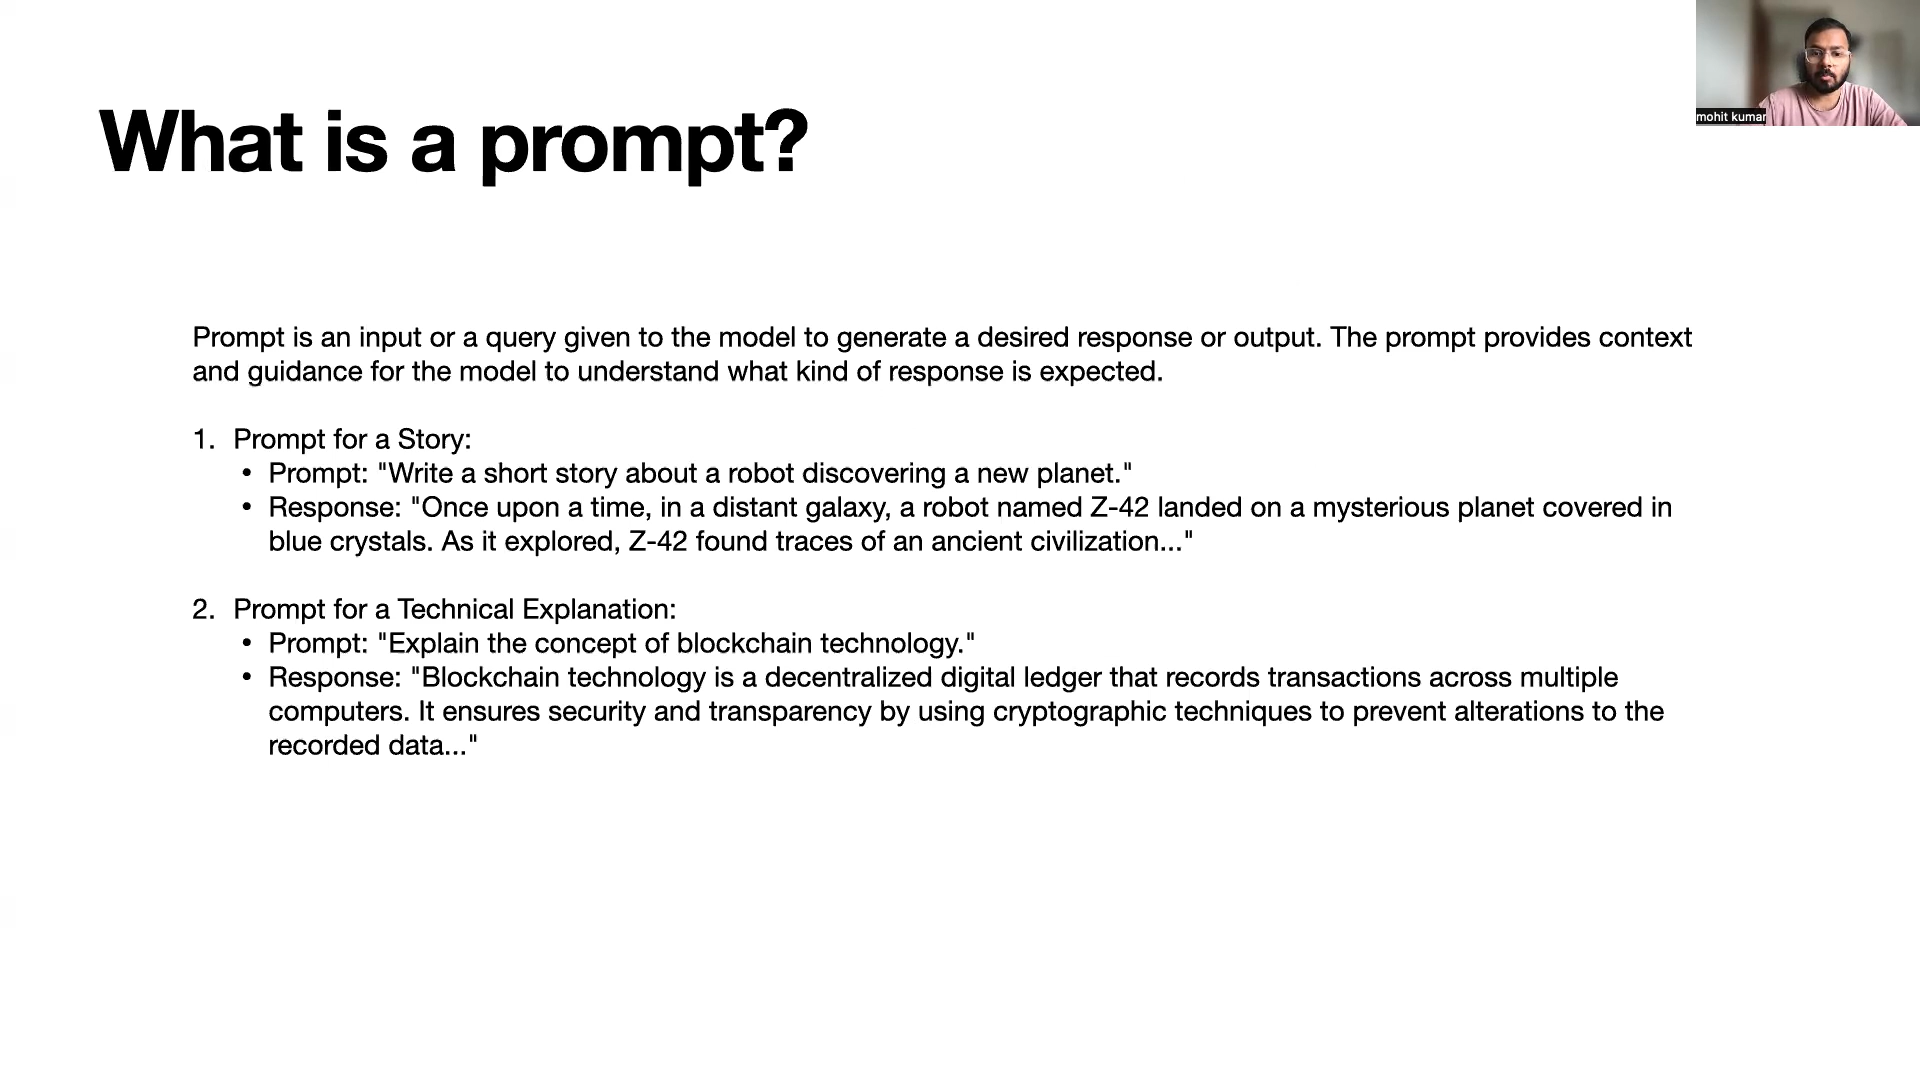 What is a prompt?
mohit kumar
Prompt is an input or a query given to the model to generate a desired response or output. The prompt provides context
and guidance for the model to understand what kind of response is expected.
1. Prompt for a Story:
• Prompt: "Write a short story about a robot discovering a new planet."
• Response: "Once upon a time, in a distant galaxy, a robot named Z-42 landed on a mysterious planet covered in
blue crystals. As it explored, Z-42 found traces of an ancient civilization..."
2. Prompt for a Technical Explanation:
• Prompt: "Explain the concept of blockchain technology."
• Response: "Blockchain technology is a decentralized digital ledger that records transactions across multiple
computers. It ensures security and transparency by using cryptographic techniques to prevent alterations to the
recorded data..."